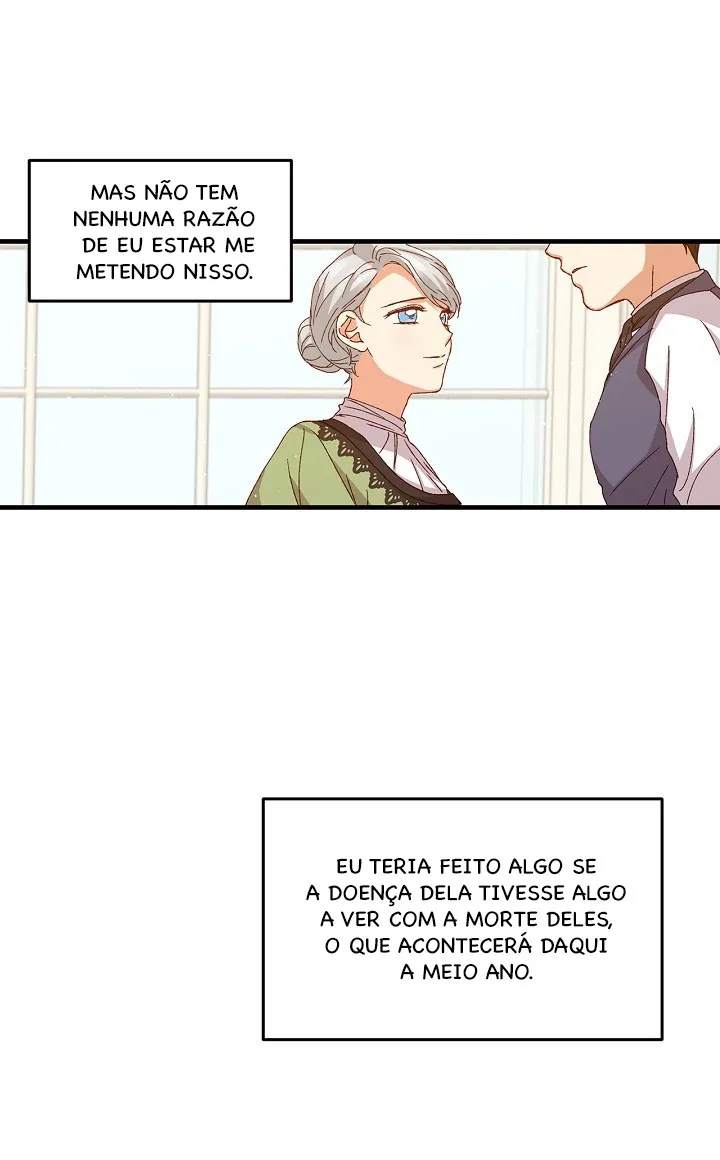 MAS NÃO TEM
NENHUMA RAZÃO
DE EU ESTAR ME
METENDO NISSO.
EU TERIA FEITO ALGO SE
A DOENÇA DELA TIVESSE ALGO
A VER COM A MORTE DELES,
O QUE ACONTECERÁ DAQUI
A MEIO ANO.